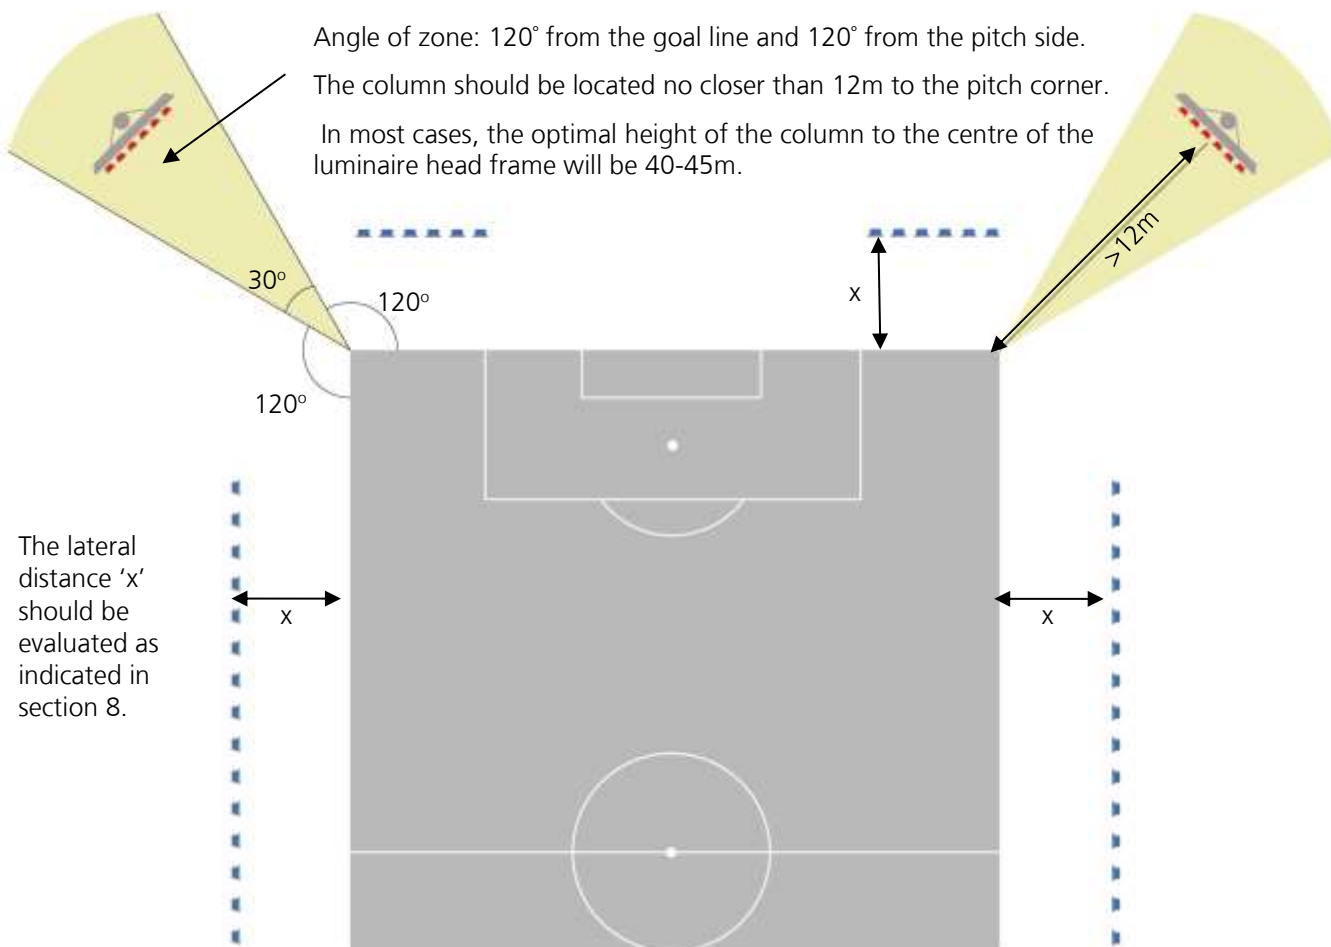 Angle of zone: 120° from the goal line and 120° from the pitch side.
The column should be located no closer than 12m to the pitch corner.
In most cases, the optimal height of the column to the centre of the
luminaire head frame will be 40-45m.
>12m
30º
120º
x
120º
The lateral
distance ‘x’
should be
evaluated as
indicated in
section 8.
x
x